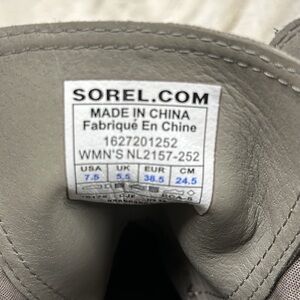 SOREL.COM
MADE IN CHINA
Fabriqué En Chine
1627201252
WMN'S NL2157-252
USA UK EUR CM
7.5 5.5 38.5 24.5